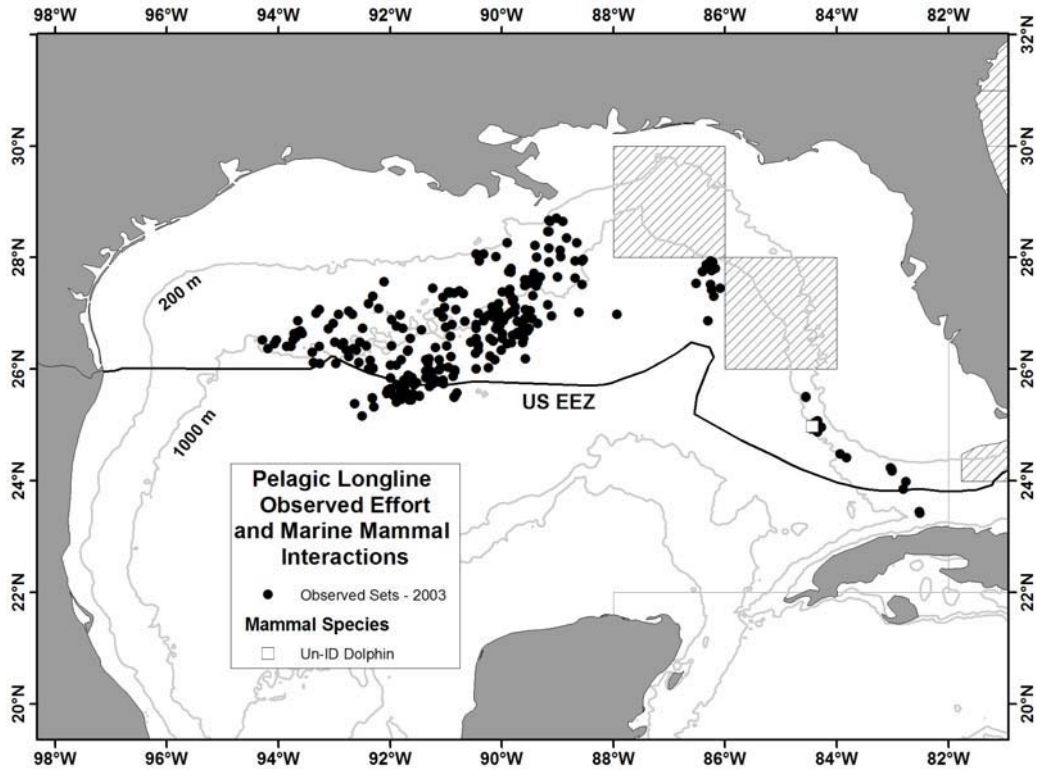 98°W 96°W 94°W 92°W 90°W 88°W 86°W 84°W 82°W
32°N
30°N 30°N
28°N 28°N
200 m
26°N 26°N
US EEZ
1000 m
24°N 24°N
Pelagic Longline
Observed Effort
and Marine Mammal
Interactions
Observed Sets - 2003
Mammal Species
Un-ID Dolphin
22°N 22°N
20°N 20°N
98°W 96°W 94°W 92°W 90°W 88°W 86°W 84°W 82°W